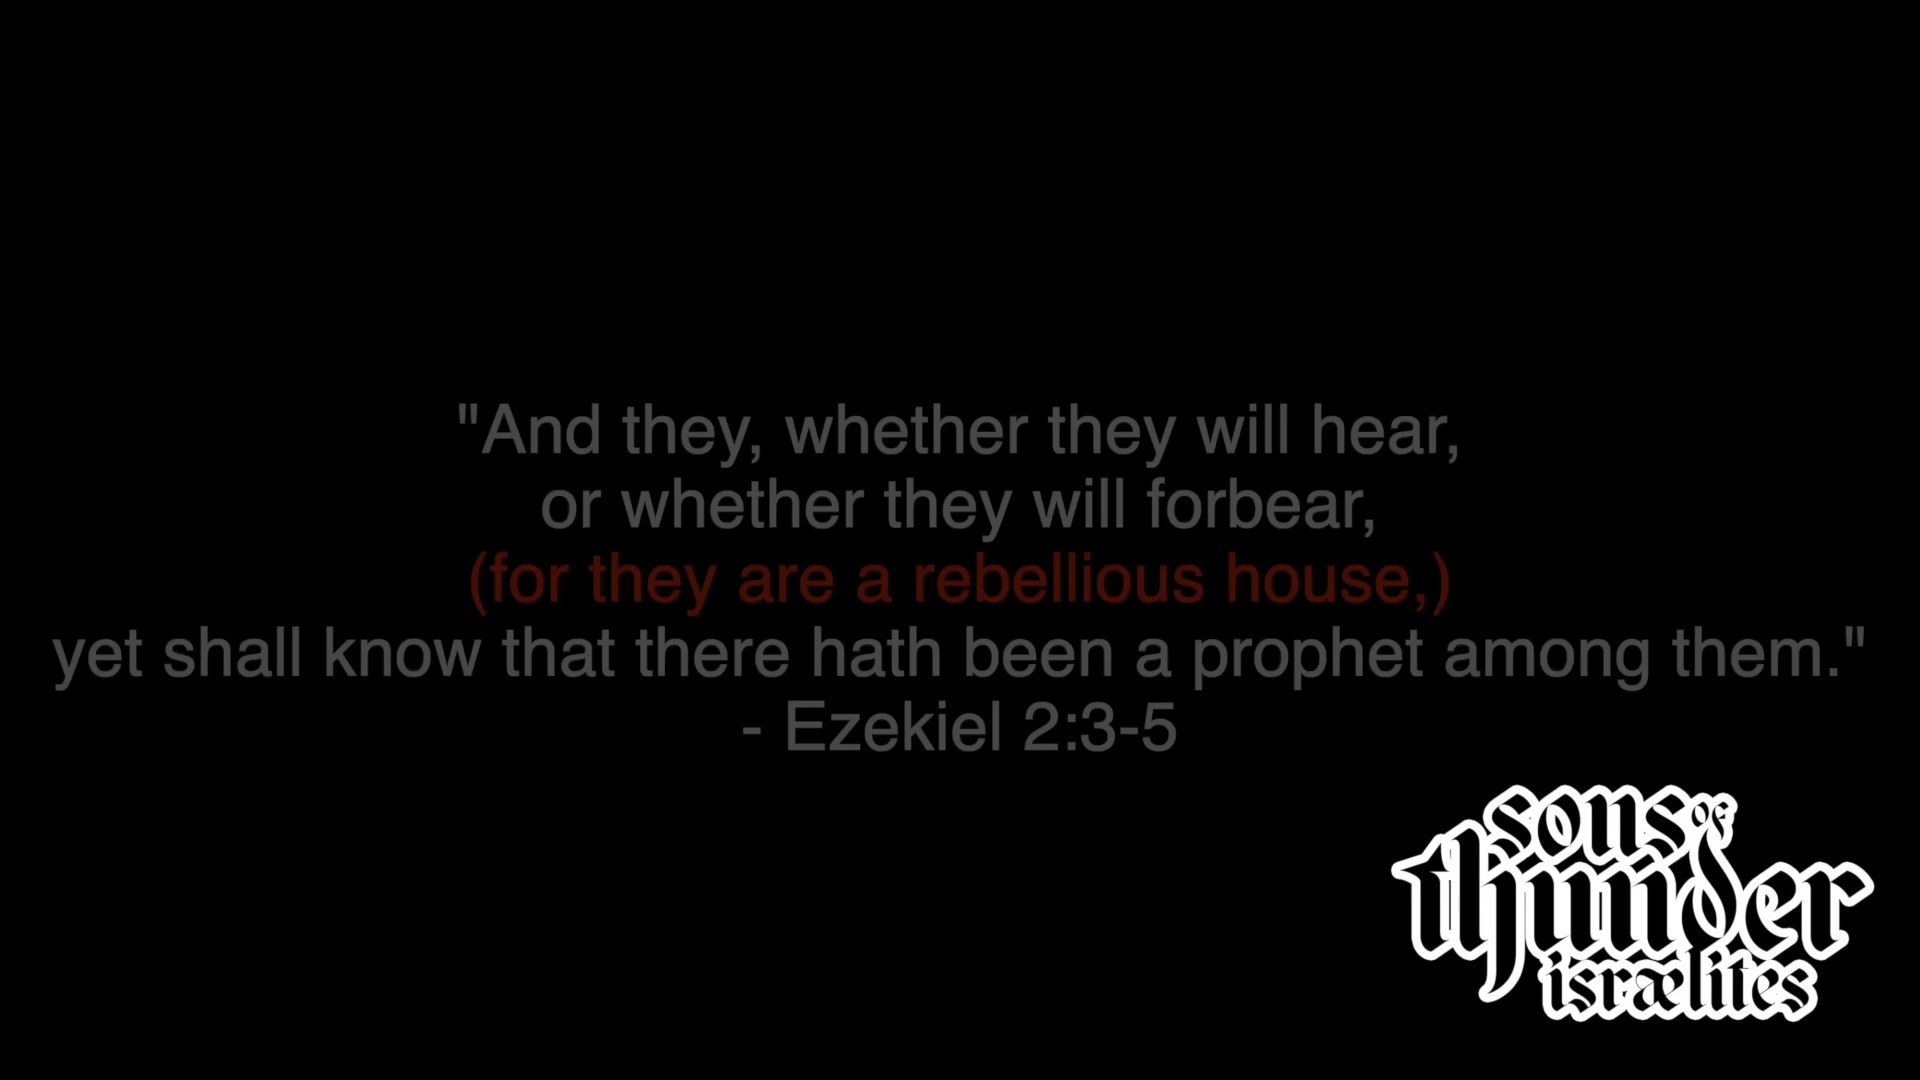 "And they, whether they will hear,
or whether they will forbear,
(for they are a rebellious house,)
yet shall know that there hath been a prophet among them."
- Ezekiel 2:3-5
sons of
thunder
israelites